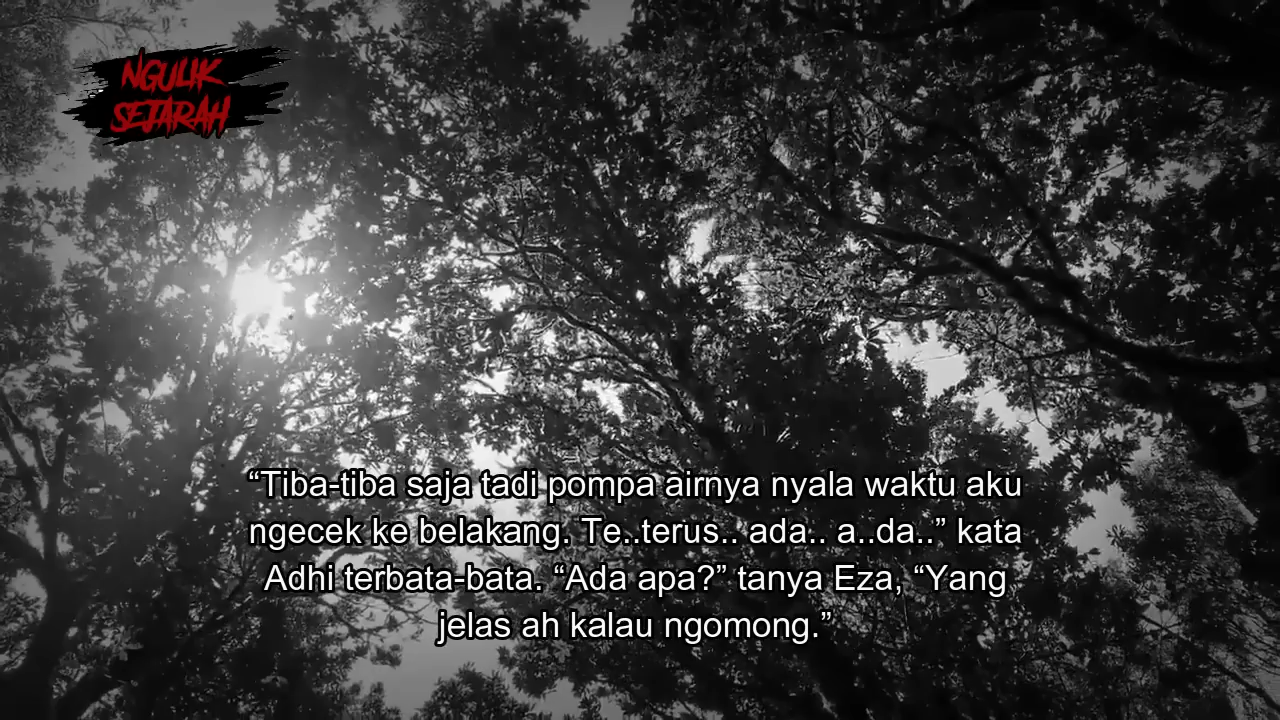 NGULIK
SEJARAH
“Tiba-tiba saja tadi pompa airnya nyala waktu aku
ngecek ke belakang. Te..terus.. ada.. a..da..” kata
Adhi terbata-bata. “Ada apa?” tanya Eza, “Yang
jelas ah kalau ngomong.”